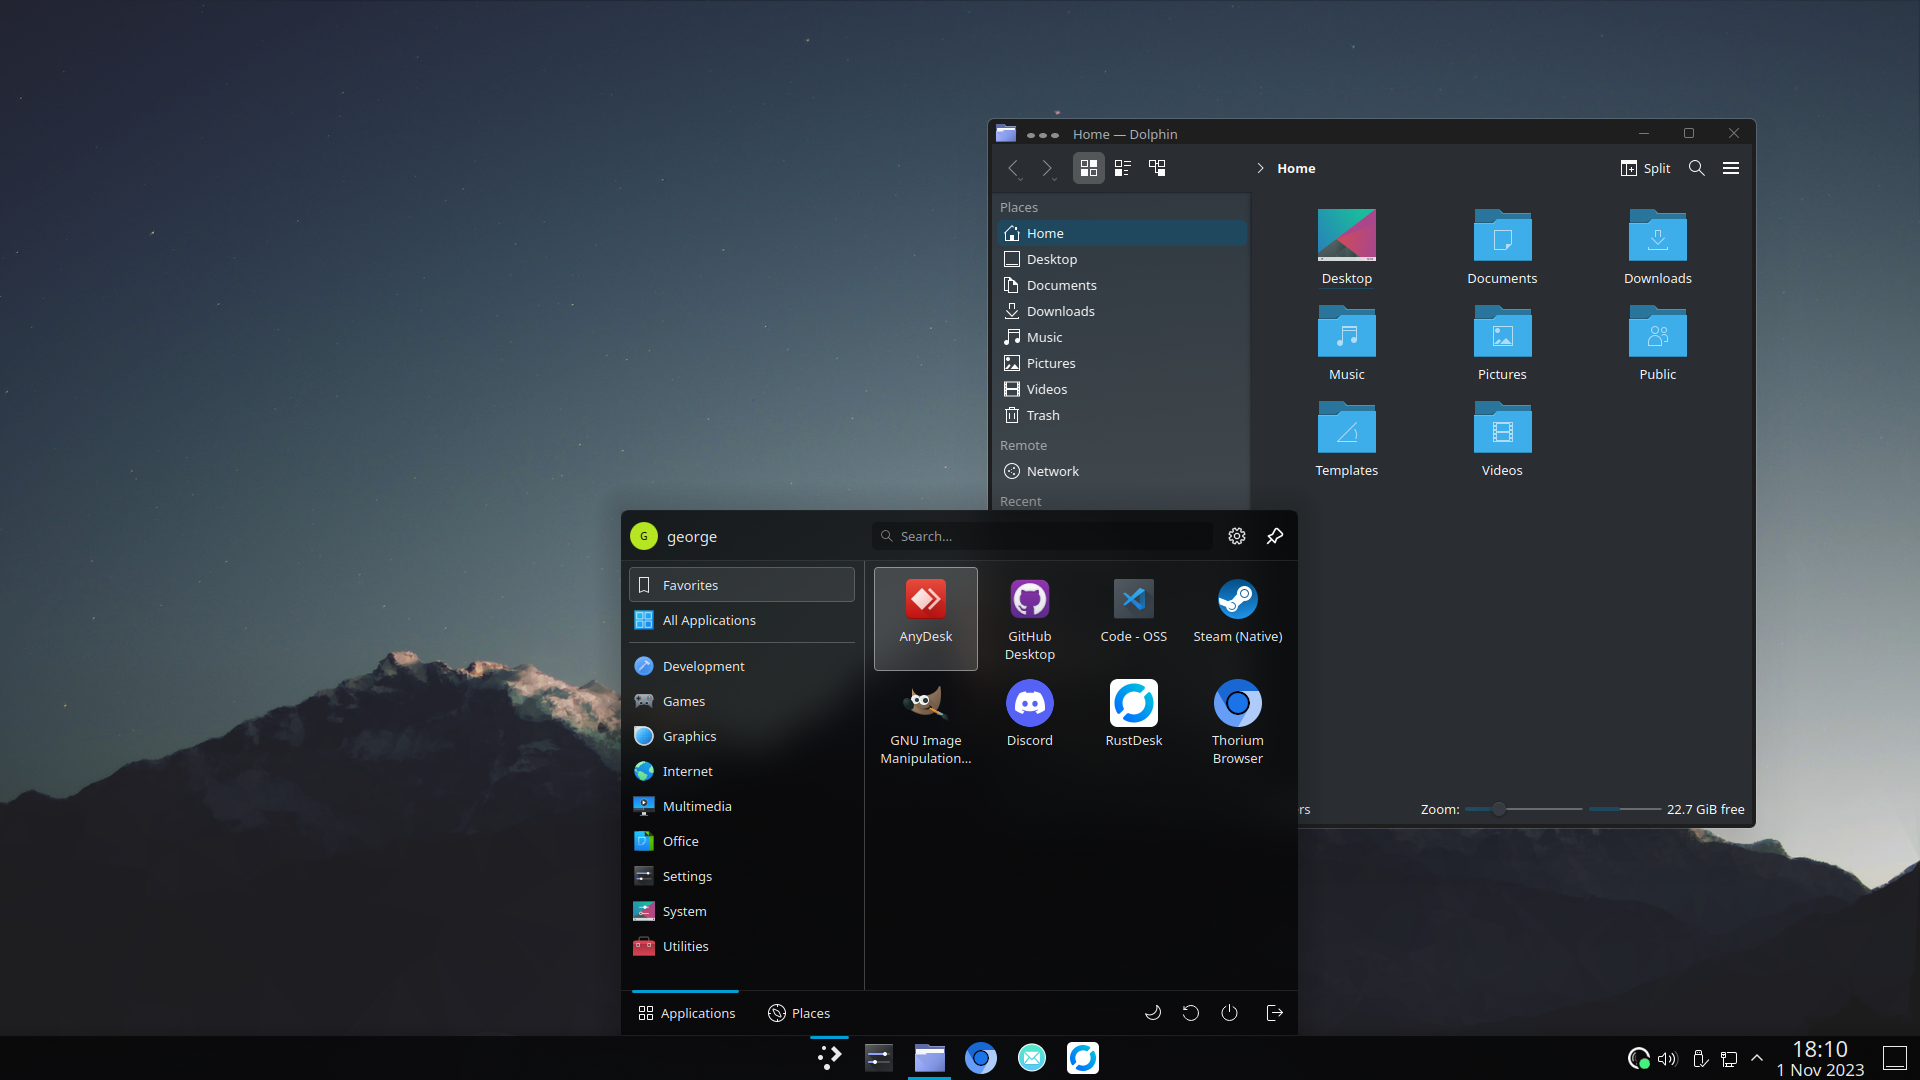 Home — Dolphin
Home
Split
Places
Home
Desktop
Documents
Downloads
Music
Pictures
Videos
Trash
Remote
Network
Recent
Desktop
Documents
Downloads
Music
Pictures
Public
Templates
Videos
Zoom:
22.7 GiB free
G
george
Search...
Favorites
All Applications
Development
Games
Graphics
Internet
Multimedia
Office
Settings
System
Utilities
AnyDesk
GitHub
Desktop
Code - OSS
Steam (Native)
GNU Image
Manipulation...
Discord
RustDesk
Thorium
Browser
Applications
Places
18:10
1 Nov 2023